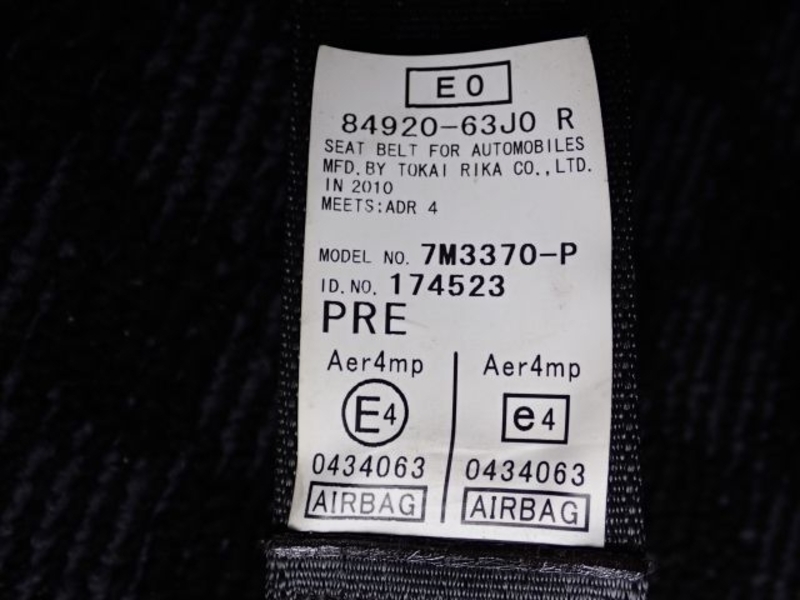 E0
84920-63J0 R
SEAT BELT FOR AUTOMOBILES
MFD. BY TOKAI RIKA CO., LTD.
IN 2010
MEETS:ADR 4
MODEL NO. 7M3370-P
ID. NO. 174523
PRE
Aer4mp Aer4mp
E4 e4
0434063 0434063
AIRBAG AIRBAG